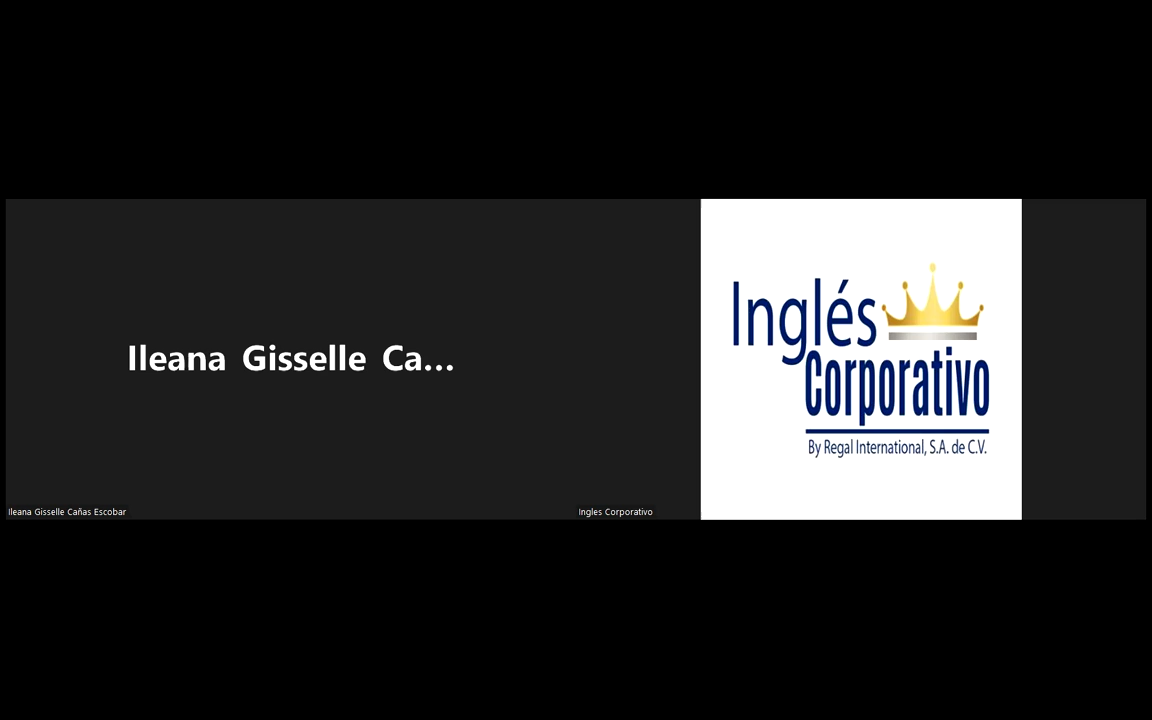 Ileana Gisselle Ca...
Ileana Gisselle Cañas Escobar
Inglés
Corporativo
By Regal International, S.A. de C.V.
Ingles Corporativo